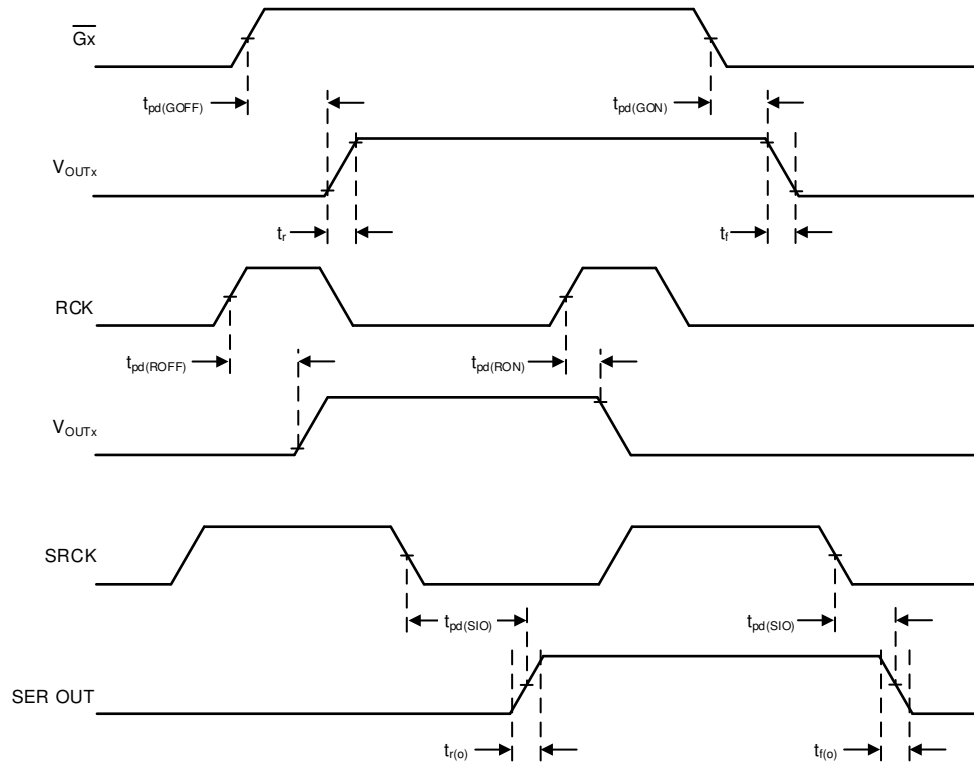 G̅x̅
tpd(GOFF)
tpd(GON)
VOUTx
tr
tf
RCK
tpd(ROFF)
tpd(RON)
VOUTx
SRCK
tpd(SIO)
tpd(SIO)
SER OUT
tr(o)
tf(o)